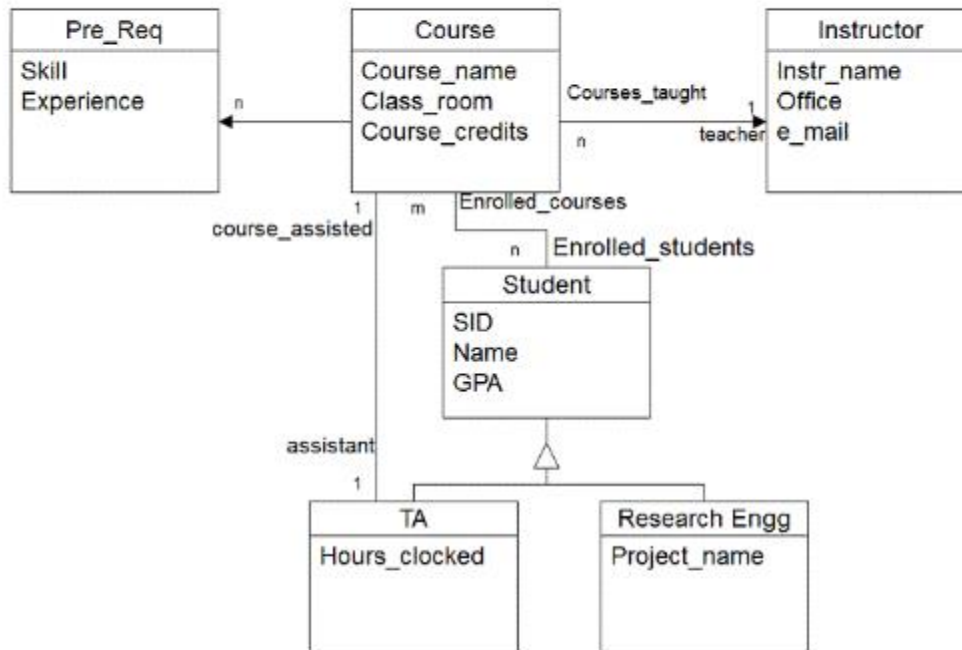 Pre_Req
Skill
Experience
n
Course
Course_name
Class_room
Course_credits
Courses_taught
n
1
teacher
Instructor
Instr_name
Office
e_mail
1
course_assisted
m
Enrolled_courses
n
Enrolled_students
Student
SID
Name
GPA
assistant
1
TA
Hours_clocked
Research Engg
Project_name